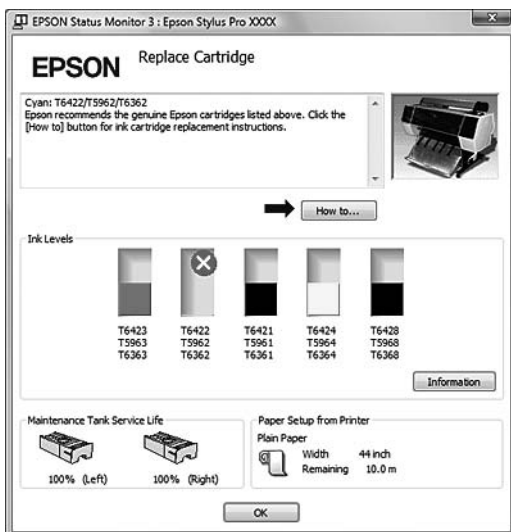 EPSON Status Monitor 3 : Epson Stylus Pro XXXX
EPSON
Replace Cartridge
Cyan: T6422/T5962/T6362
Epson recommends the genuine Epson cartridges listed above. Click the
[How to] button for ink cartridge replacement instructions.
How to...
Ink Levels
T6423 T6422 T6421 T6424 T6428
T5963 T5962 T5961 T5964 T5968
T6363 T6362 T6361 T6364 T6368
Information
Maintenance Tank Service Life
100% (Left) 100% (Right)
Paper Setup from Printer
Plain Paper
Width 44 inch
Remaining 10.0 m
OK